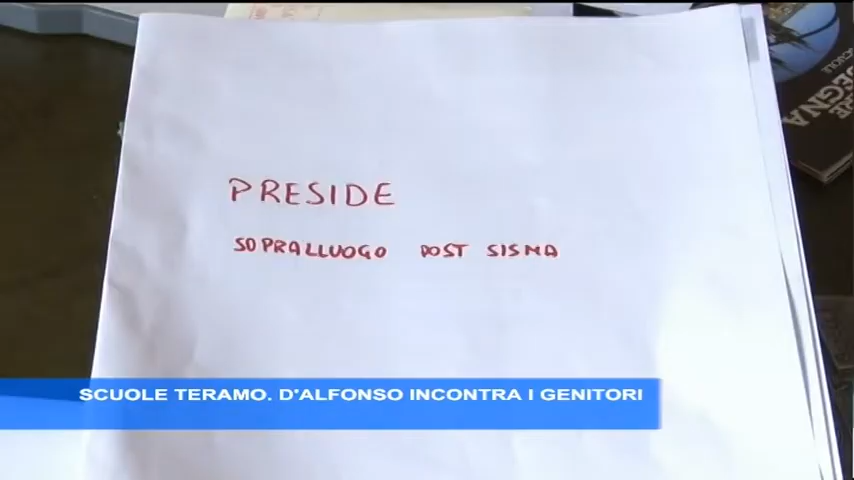 PRESIDE
SOPRALLUOGO POST SISMA
SCUOLE TERAMO. D'ALFONSO INCONTRA I GENITORI